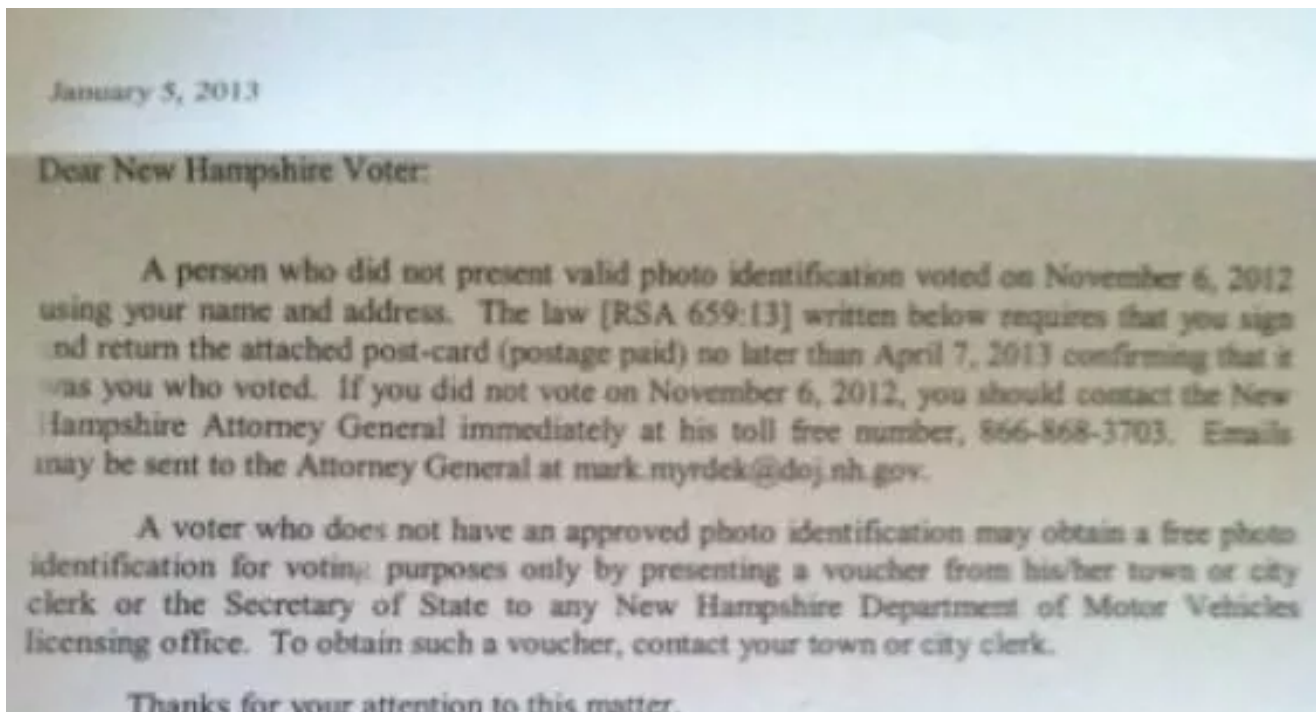 January 5, 2013
Dear New Hampshire Voter:
A person who did not present valid photo identification voted on November 6, 2012
using your name and address. The law [RSA 659:13] written below requires that you sign
nd return the attached post-card (postage paid) no later than April 7, 2013 confirming that it
was you who voted. If you did not vote on November 6, 2012, you should contact the New
Hampshire Attorney General immediately at his toll free number, 866-868-3703. Emails
may be sent to the Attorney General at mark.myrdek@doj.nh.gov.
A voter who does not have an approved photo identification may obtain a free photo
identification for voting purposes only by presenting a voucher from his/her town or city
clerk or the Secretary of State to any New Hampshire Department of Motor Vehicles
licensing office. To obtain such a voucher, contact your town or city clerk.
Thanks for your attention to this matter.